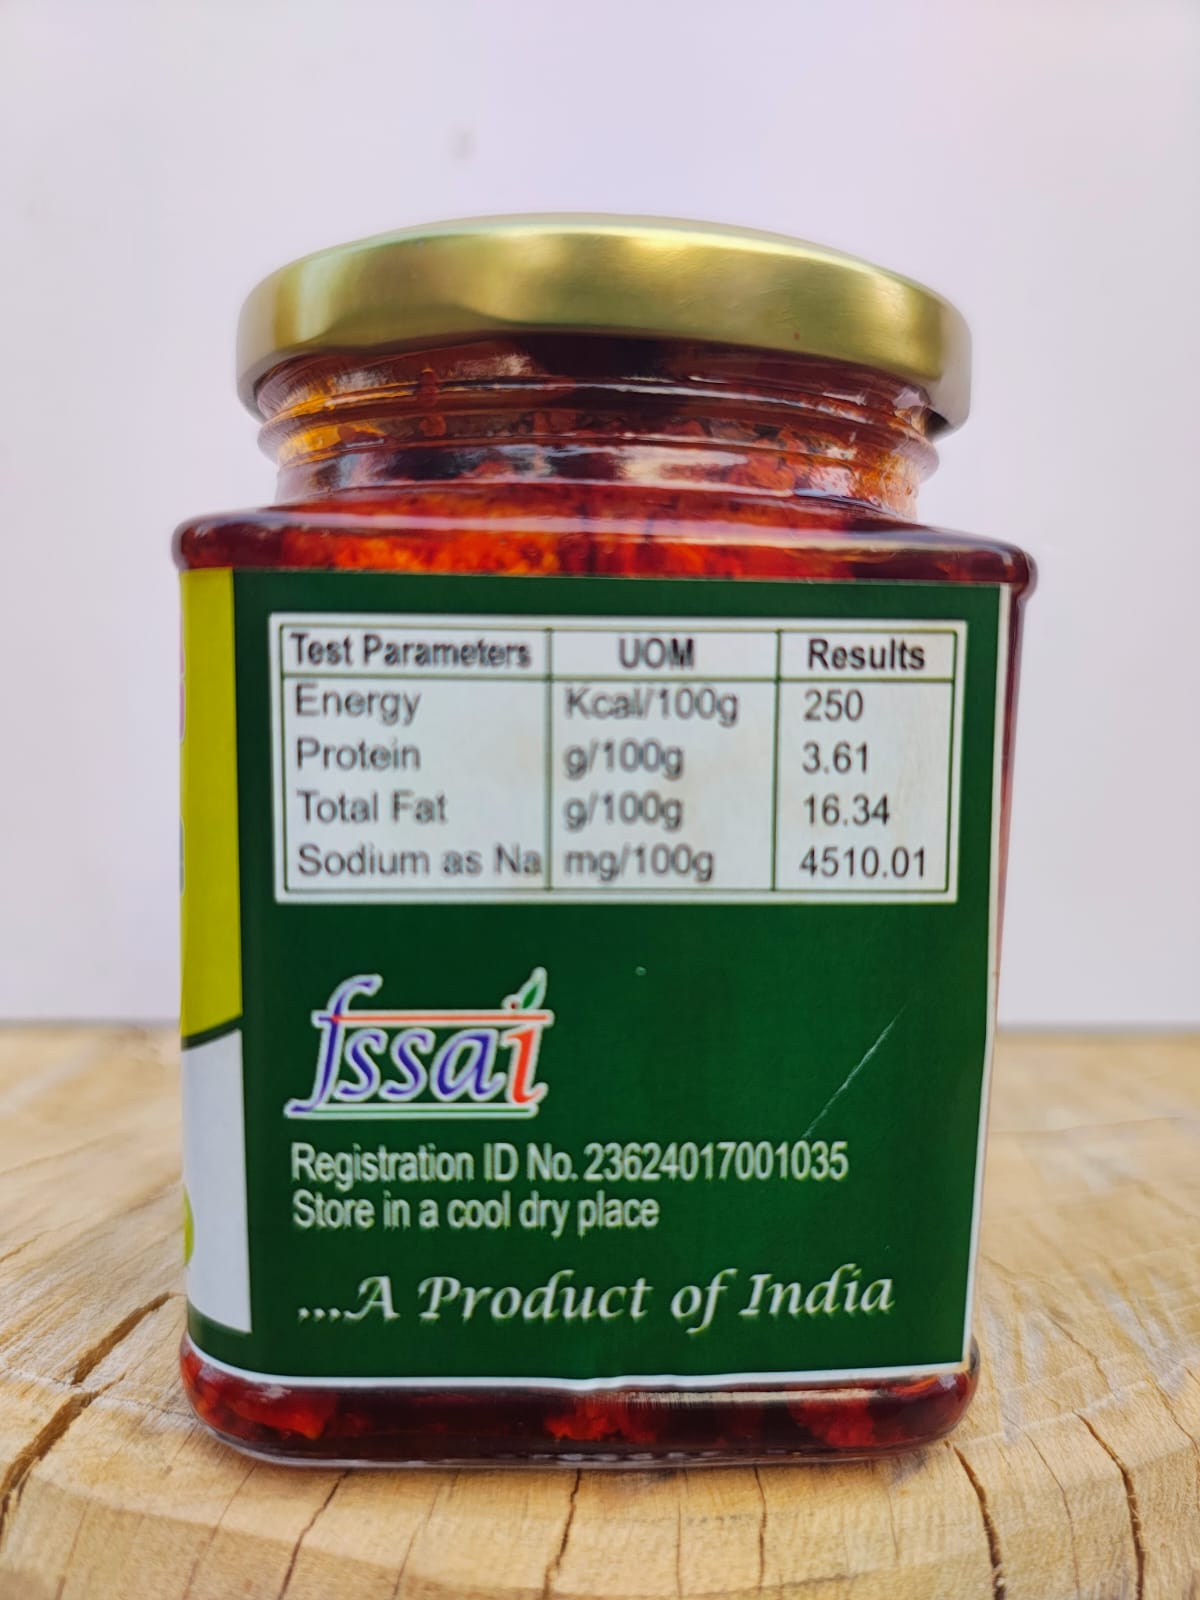 Test Parameters UOM Results
Energy Kcal/100g 250
Protein g/100g 3.61
Total Fat g/100g 16.34
Sodium as Na mg/100g 4510.01
fssai
Registration ID No. 23624017001035
Store in a cool dry place
...A Product of India